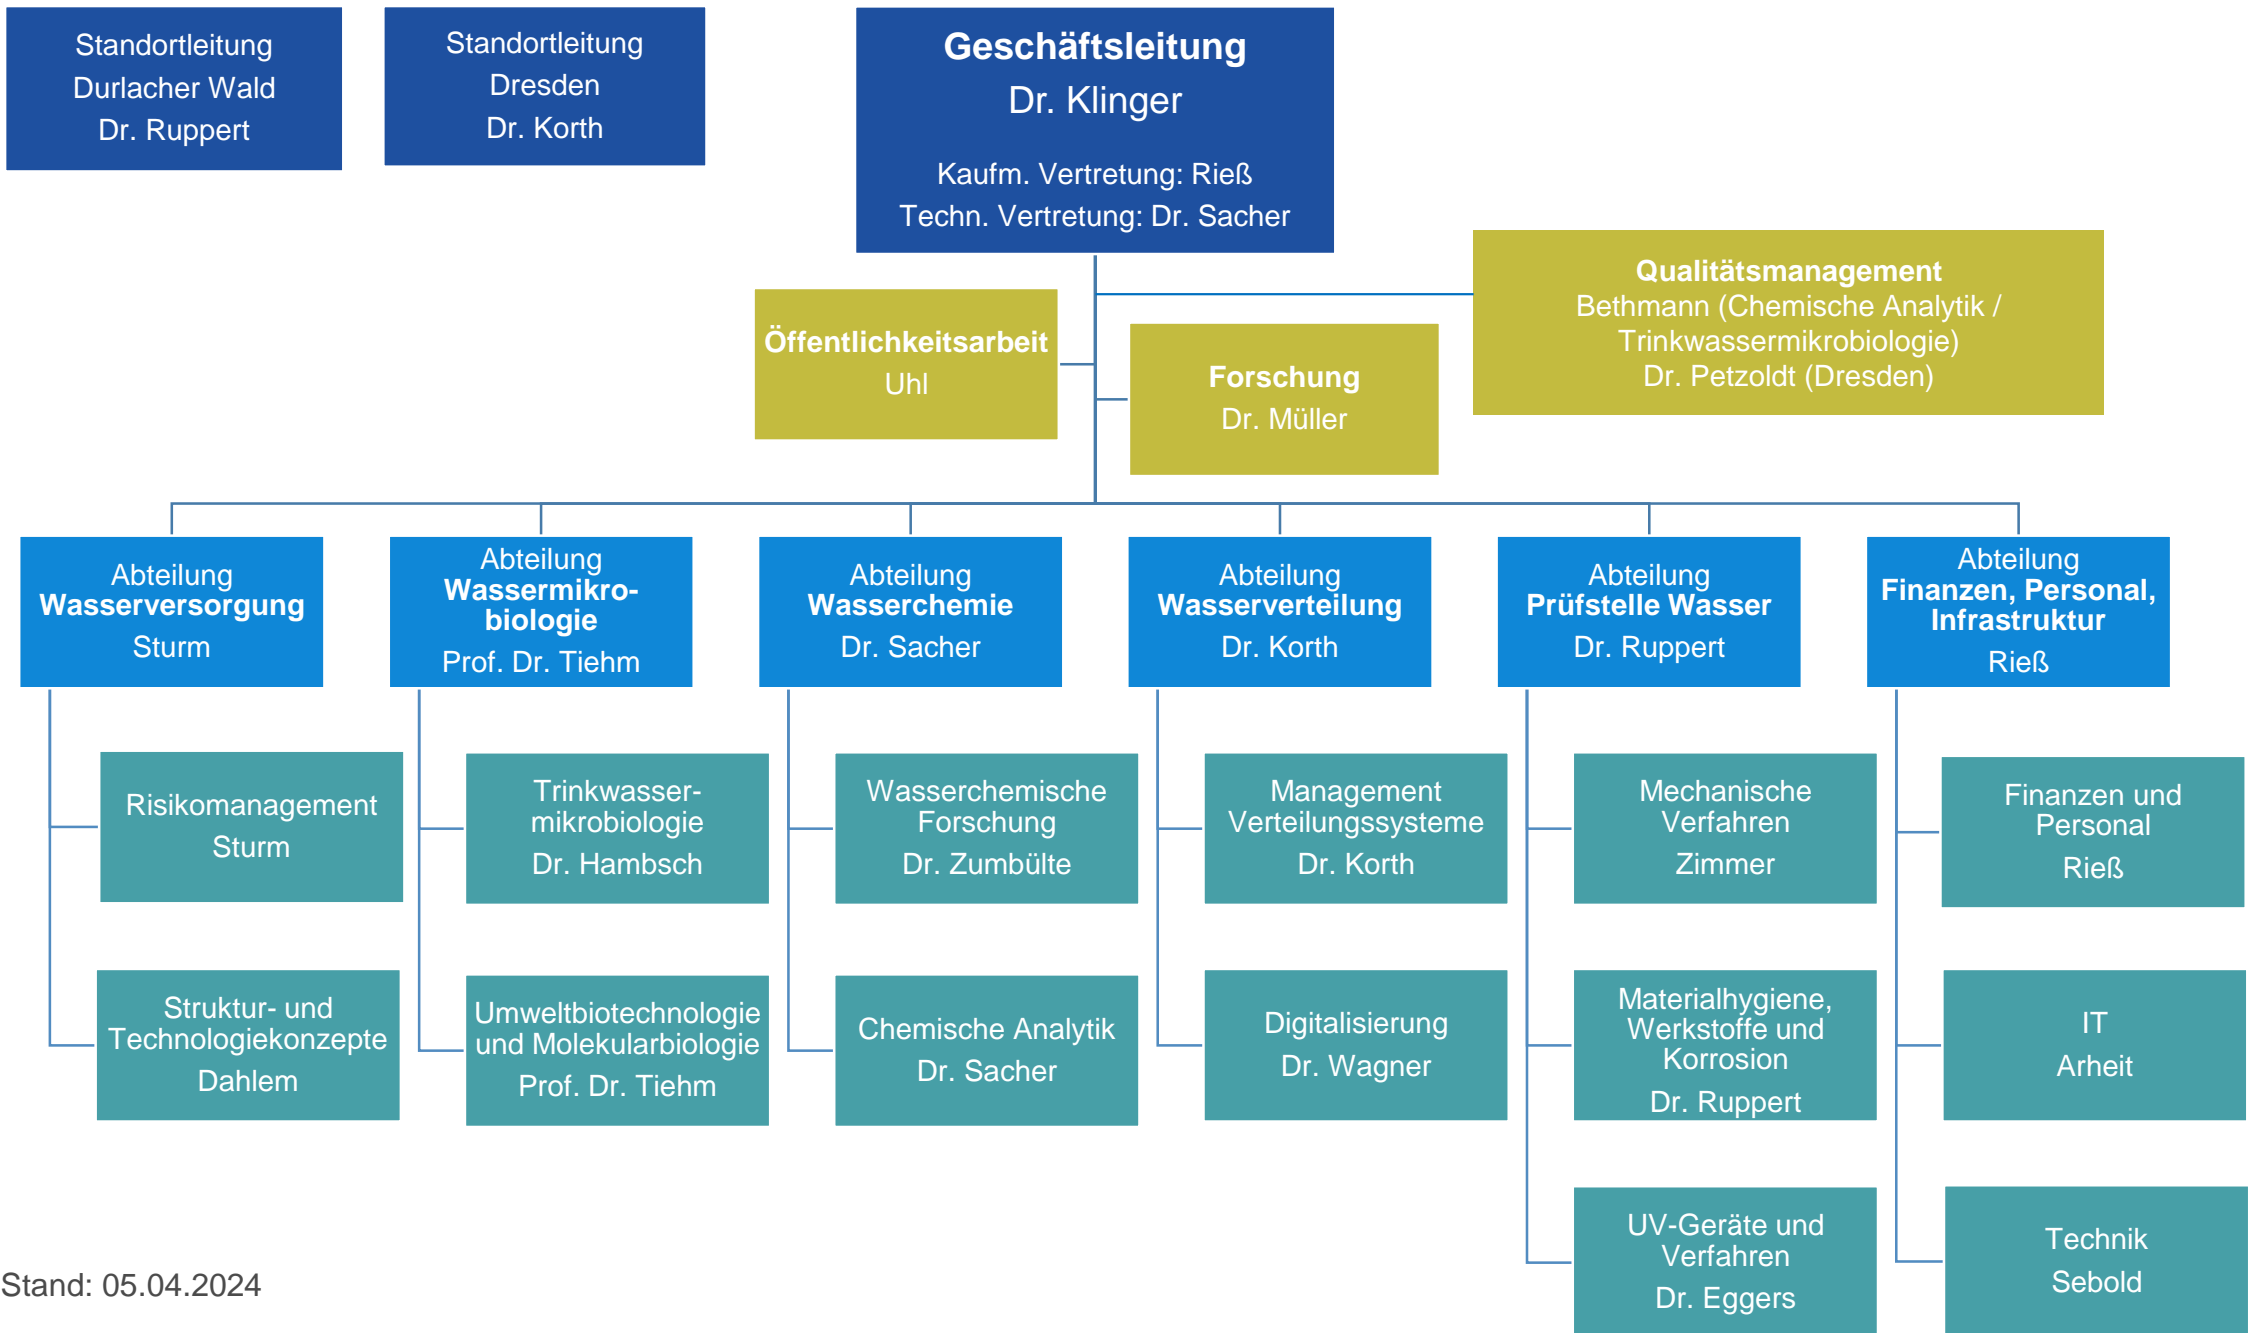 Standortleitung
Durlacher Wald
Dr. Ruppert
Standortleitung
Dresden
Dr. Korth
Geschäftsleitung
Dr. Klinger
Kaufm. Vertretung: Rieß
Techn. Vertretung: Dr. Sacher
Qualitätsmanagement
Bethmann (Chemische Analytik /
Trinkwassermikrobiologie)
Dr. Petzoldt (Dresden)
Öffentlichkeitsarbeit
Uhl
Forschung
Dr. Müller
Abteilung
Wasserversorgung
Sturm
Abteilung
Wassermikro-
biologie
Prof. Dr. Tiehm
Abteilung
Wasserchemie
Dr. Sacher
Abteilung
Wasserverteilung
Dr. Korth
Abteilung
Prüfstelle Wasser
Dr. Ruppert
Abteilung
Finanzen, Personal,
Infrastruktur
Rieß
Risikomanagement
Sturm
Trinkwasser-
mikrobiologie
Dr. Hambsch
Wasserchemische
Forschung
Dr. Zumbülte
Management
Verteilungssysteme
Dr. Korth
Mechanische
Verfahren
Zimmer
Finanzen und
Personal
Rieß
Struktur- und
Technologiekonzepte
Dahlem
Umweltbiotechnologie
und Molekularbiologie
Prof. Dr. Tiehm
Chemische Analytik
Dr. Sacher
Digitalisierung
Dr. Wagner
Materialhygiene,
Werkstoffe und
Korrosion
Dr. Ruppert
IT
Arheit
UV-Geräte und
Verfahren
Dr. Eggers
Technik
Sebold
Stand: 05.04.2024